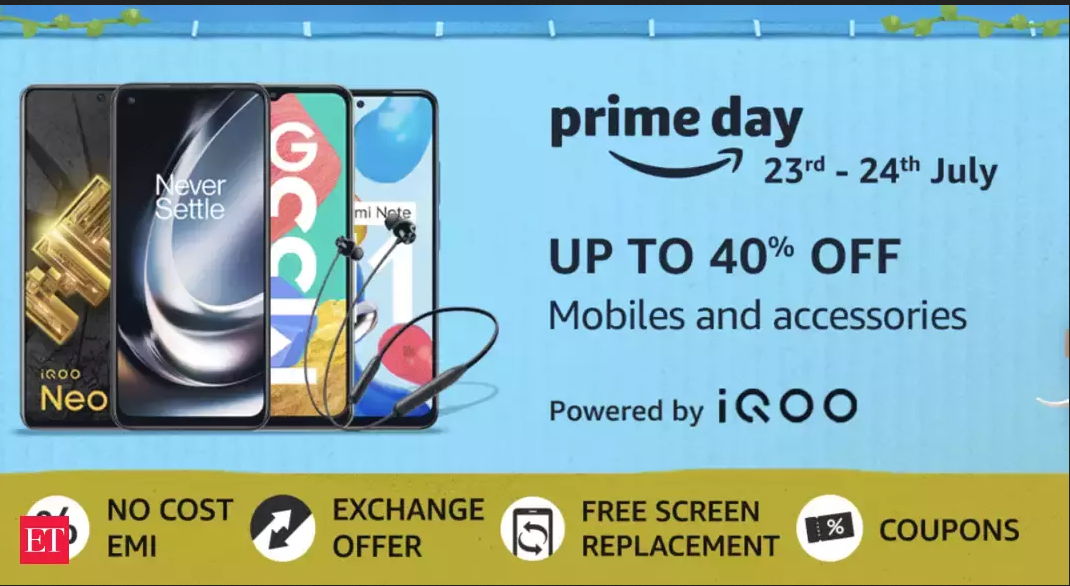 prime day
23rd - 24th July
UP TO 40% OFF
Mobiles and accessories
Powered by iQOO
Never
Settle
iQOO
Neo
mi Note
11
NO COST
EMI
EXCHANGE
OFFER
FREE SCREEN
REPLACEMENT
%
COUPONS
ET